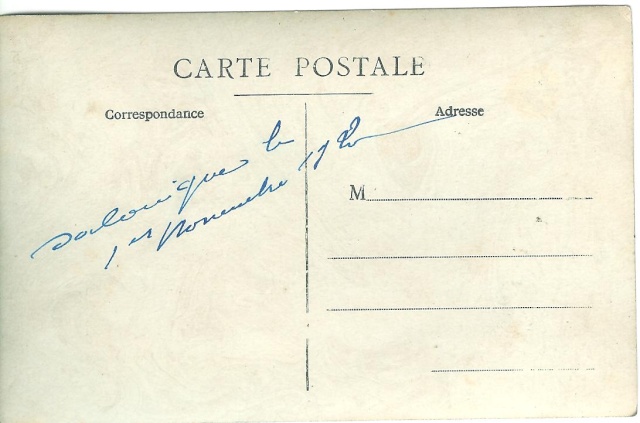 CARTE POSTALE
Correspondance
Adresse
Salonique le
1er Novembre
M